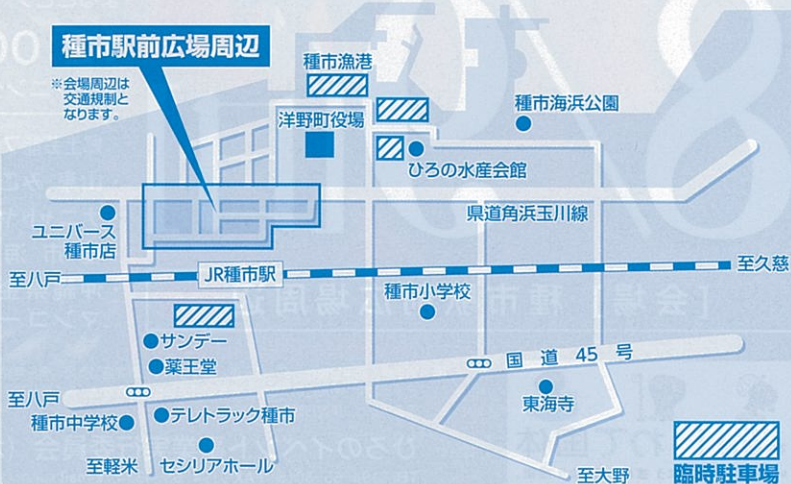 種市駅前広場周辺
※会場周辺は
交通規制と
なります。
種市漁港
洋野町役場
種市海浜公園
ひろの水産会館
県道角浜玉川線
ユニバース
種市店
至八戸
JR種市駅
至久慈
種市小学校
サンデー
薬王堂
国道45号
至八戸
種市中学校
テレトラック種市
東海寺
至軽米
セシリアホール
至大野
臨時駐車場